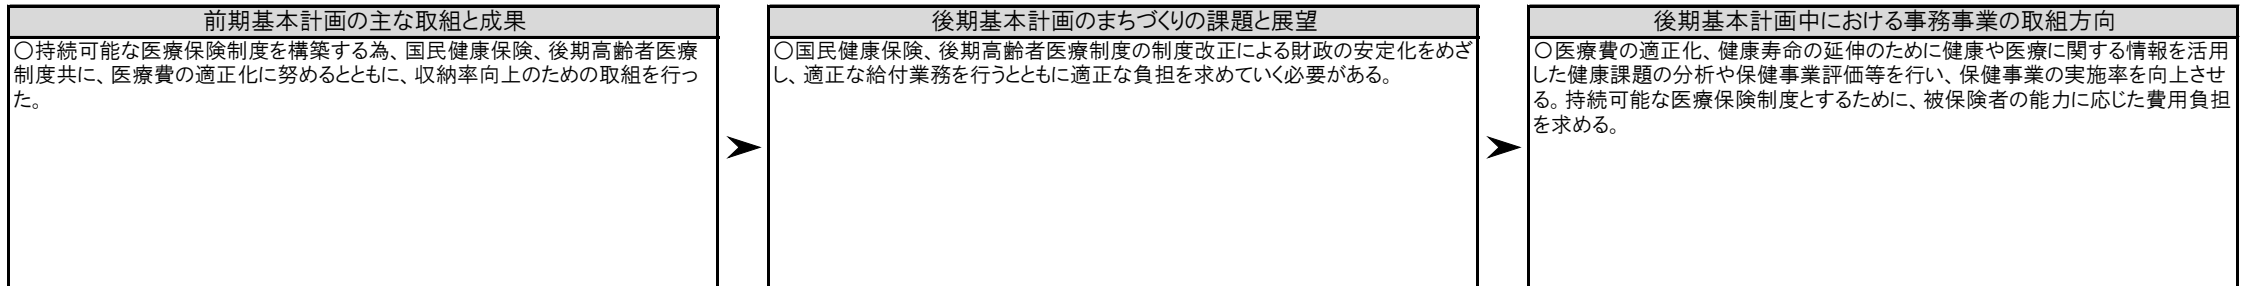 前期基本計画の主な取組と成果
〇持続可能な医療保険制度を構築する為、国民健康保険、後期高齢者医療
制度共に、医療費の適正化に努めるとともに、収納率向上のための取組を行っ
た。
後期基本計画のまちづくりの課題と展望
〇国民健康保険、後期高齢者医療制度の制度改正による財政の安定化をめざ
し、適正な給付業務を行うとともに適正な負担を求めていく必要がある。
後期基本計画中における事務事業の取組方向
〇医療費の適正化、健康寿命の延伸のために健康や医療に関する情報を活用
した健康課題の分析や保健事業評価等を行い、保健事業の実施率を向上させ
る。持続可能な医療保険制度とするために、被保険者の能力に応じた費用負担
を求める。